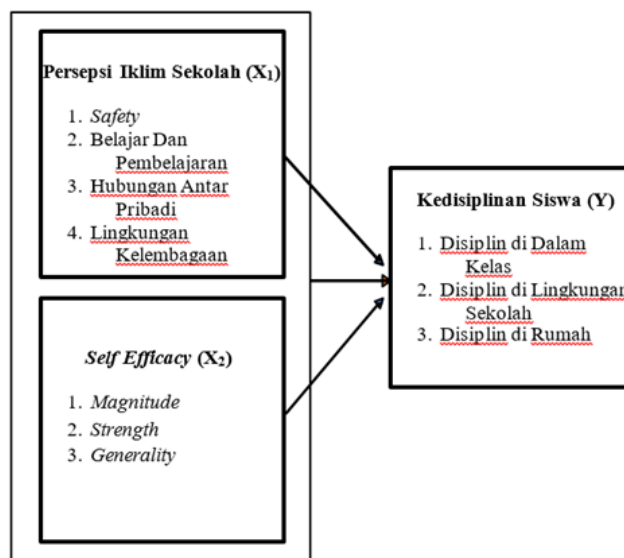 Persepsi Iklim Sekolah (X₁)
1. Safety
2. Belajar Dan
Pembelajaran
3. Hubungan Antar
Pribadi
4. Lingkungan
Kelembagaan
Self Efficacy (X₂)
1. Magnitude
2. Strength
3. Generality
Kedisiplinan Siswa (Y)
1. Disiplin di Dalam
Kelas
2. Disiplin di Lingkungan
Sekolah
3. Disiplin di Rumah